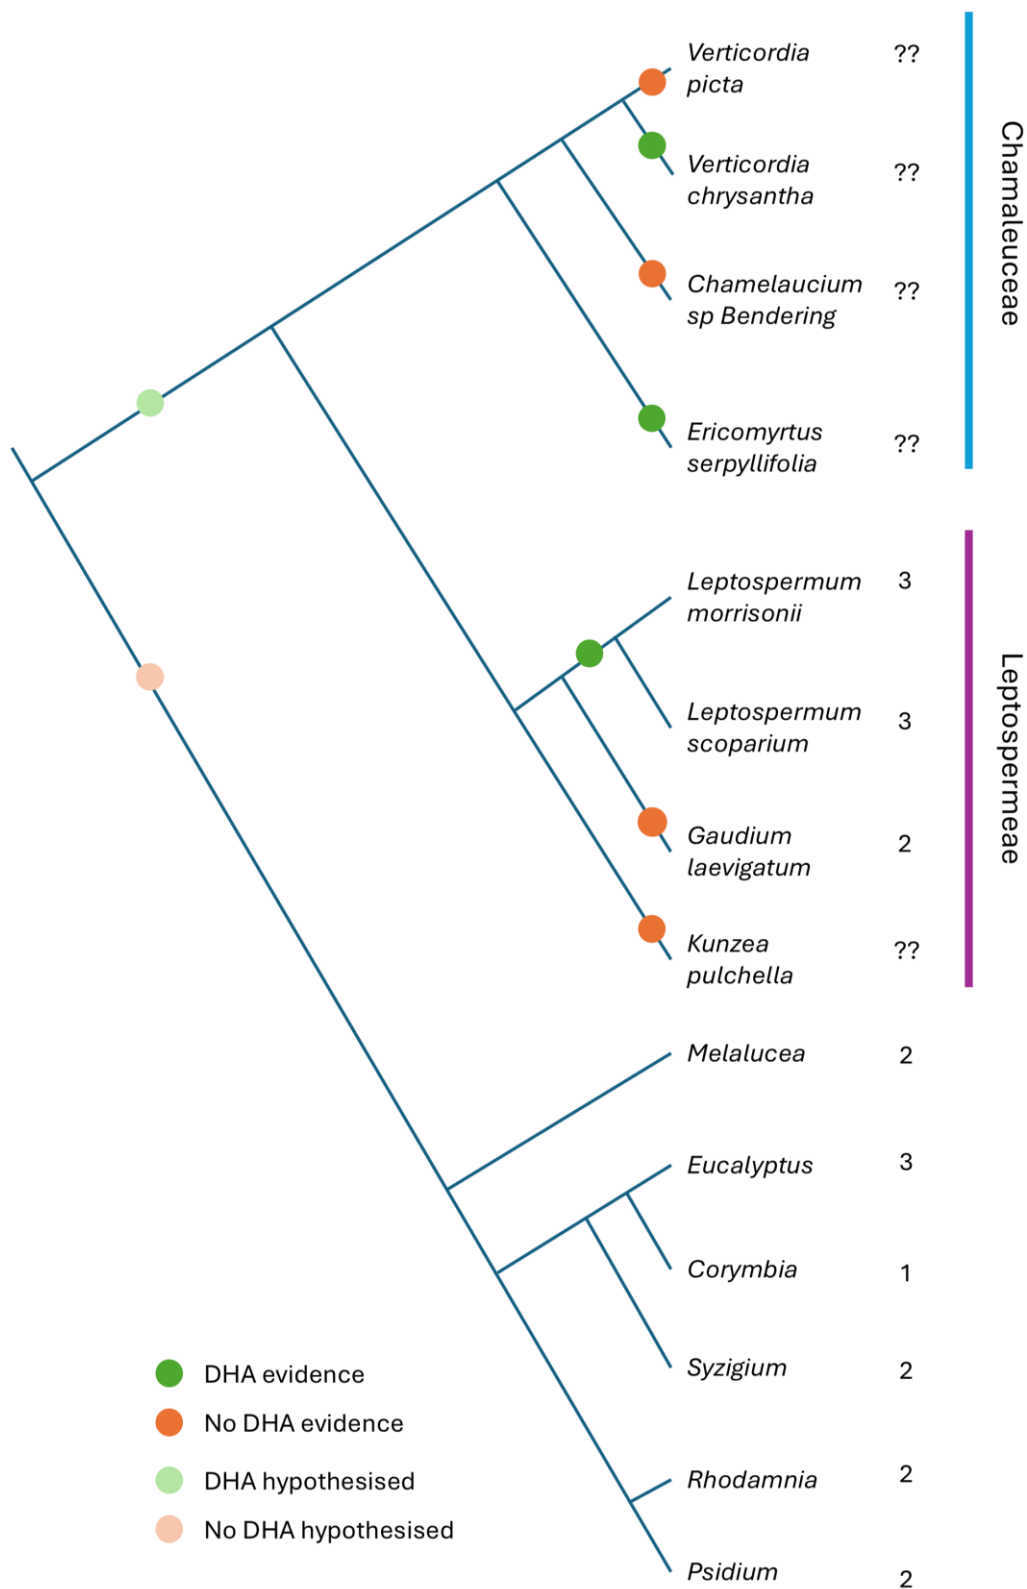 Verticordia
picta
??
Verticordia
chrysantha
??
Chamelaucium
sp Bendering
??
Ericomyrtus
serpyllifolia
??
Chamaleuceae
Leptospermum
morrisonii
3
Leptospermum
scoparium
3
Gaudium
laevigatum
2
Kunzea
pulchella
??
Leptospermeae
Melalucea
2
Eucalyptus
3
Corymbia
1
Syzigium
2
Rhodamnia
2
Psidium
2
DHA evidence
No DHA evidence
DHA hypothesised
No DHA hypothesised